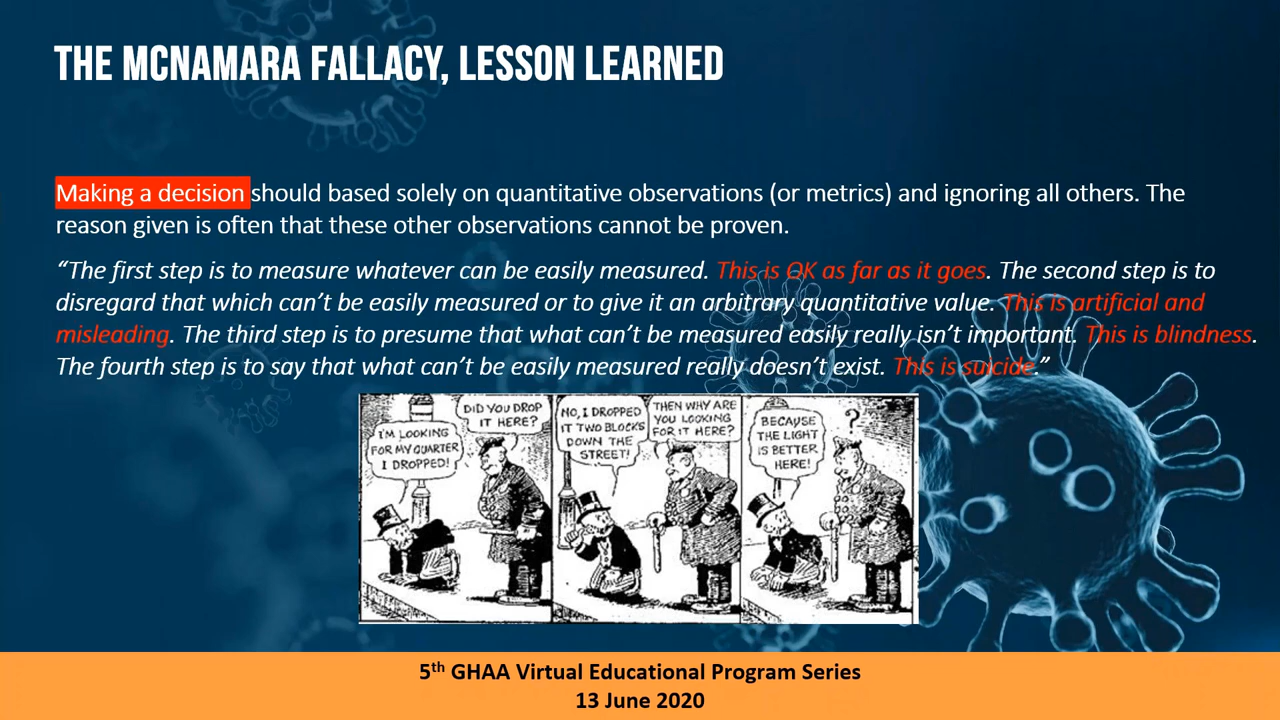 THE MCNAMARA FALLACY, LESSON LEARNED
Making a decision should based solely on quantitative observations (or metrics) and ignoring all others. The
reason given is often that these other observations cannot be proven.
“The first step is to measure whatever can be easily measured. This is OK as far as it goes. The second step is to
disregard that which can’t be easily measured or to give it an arbitrary quantitative value. This is artificial and
misleading. The third step is to presume that what can’t be measured easily really isn’t important. This is blindness.
The fourth step is to say that what can’t be easily measured really doesn’t exist. This is suicide.”
I'M LOOKING
FOR MY QUARTER
I DROPPED!
DID YOU DROP
IT HERE?
NO, I DROPPED
IT TWO BLOCKS
DOWN THE
STREET!
THEN WHY ARE
YOU LOOKING
FOR IT HERE?
BECAUSE
THE LIGHT
IS BETTER
HERE!
?
5th GHAA Virtual Educational Program Series
13 June 2020